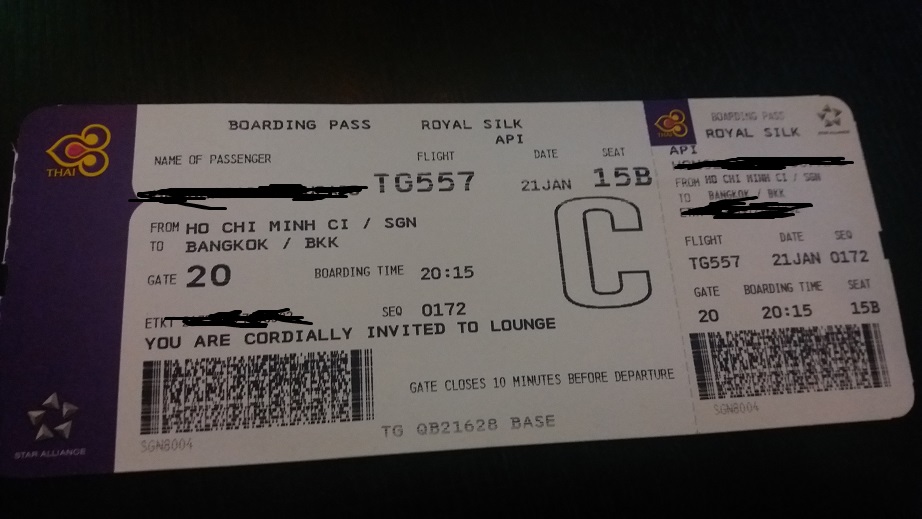 BOARDING PASS ROYAL SILK
API
NAME OF PASSENGER FLIGHT DATE SEAT
TG557 21JAN 15B
FROM HO CHI MINH CI / SGN
TO BANGKOK / BKK
C
GATE 20 BOARDING TIME 20:15
ETKT SEQ 0172
YOU ARE CORDIALLY INVITED TO LOUNGE
GATE CLOSES 10 MINUTES BEFORE DEPARTURE
TG QB21628 BASE
SGN8004
THAI
STAR ALLIANCE
BOARDING PASS
ROYAL SILK
STAR ALLIANCE
API
FROM HO CHI MINH CI / SGN
TO BANGKOK / BKK
FLIGHT DATE SEQ
TG557 21JAN 0172
GATE BOARDING TIME SEAT
20 20:15 15B
SGN8004